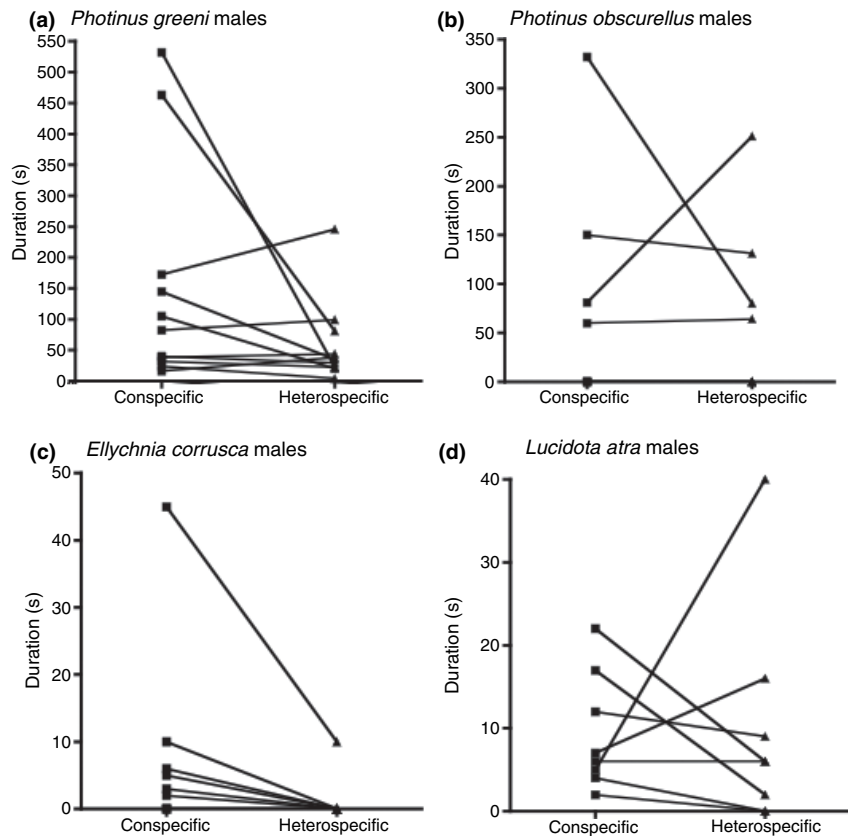 (a) Photinus greeni males
550
500
450
400
350
300
250
200
150
100
50
0
Duration (s)
Conspecific Heterospecific
(b) Photinus obscurellus males
350
300
250
200
150
100
50
0
Duration (s)
Conspecific Heterospecific
(c) Ellychnia corrusca males
50
40
30
20
10
0
Duration (s)
Conspecific Heterospecific
(d) Lucidota atra males
40
30
20
10
0
Duration (s)
Conspecific Heterospecific